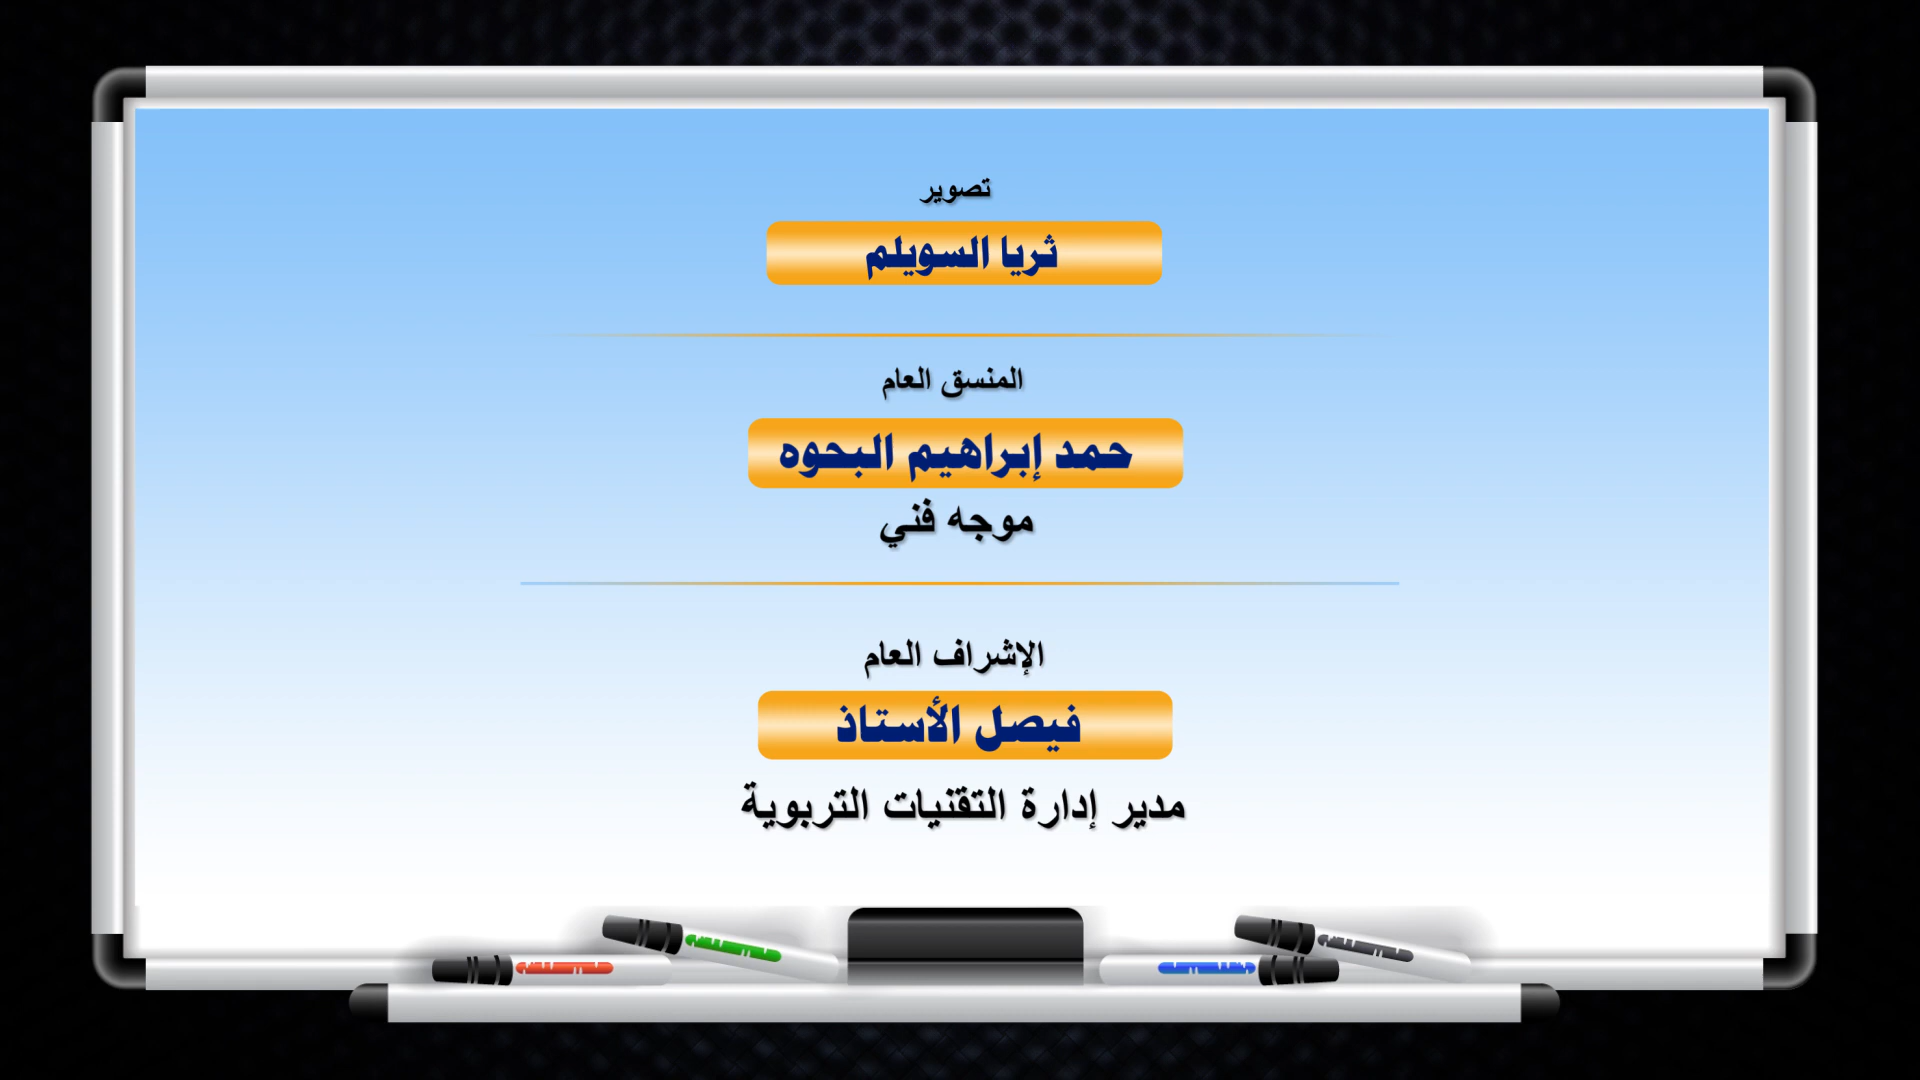 تصوير
ثريا السويلم
المنسق العام
حمد إبراهيم البحوه
موجه فني
الإشراف العام
فيصل الأستاذ
مدير إدارة التقنيات التربوية